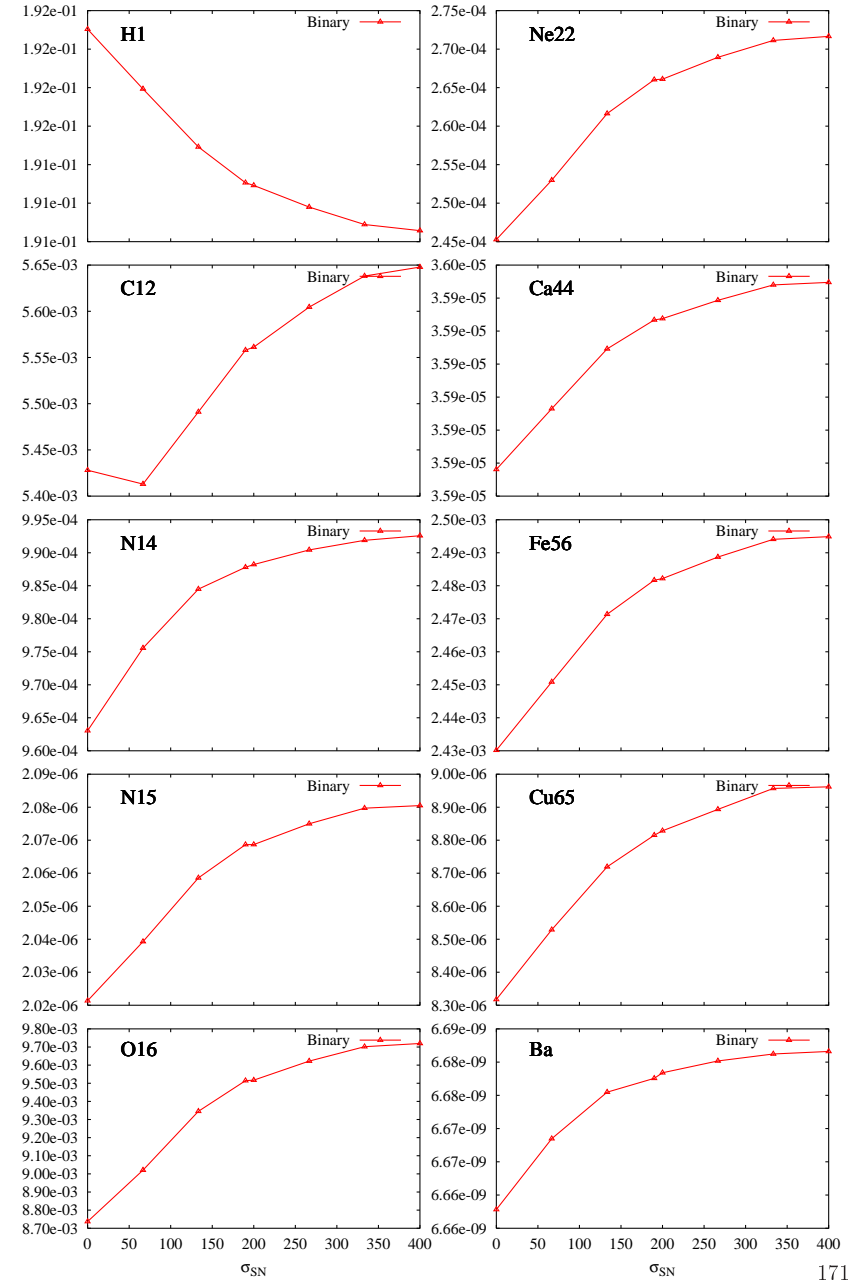 H1
Binary
1.92e-01
1.92e-01
1.92e-01
1.92e-01
1.91e-01
1.91e-01
1.91e-01
Ne22
Binary
2.75e-04
2.70e-04
2.65e-04
2.60e-04
2.55e-04
2.50e-04
2.45e-04
C12
Binary
5.65e-03
5.60e-03
5.55e-03
5.50e-03
5.45e-03
5.40e-03
Ca44
Binary
3.60e-05
3.59e-05
3.59e-05
3.59e-05
3.59e-05
3.59e-05
3.59e-05
3.59e-05
N14
Binary
9.95e-04
9.90e-04
9.85e-04
9.80e-04
9.75e-04
9.70e-04
9.65e-04
9.60e-04
Fe56
Binary
2.50e-03
2.49e-03
2.48e-03
2.47e-03
2.46e-03
2.45e-03
2.44e-03
2.43e-03
N15
Binary
2.09e-06
2.08e-06
2.07e-06
2.06e-06
2.05e-06
2.04e-06
2.03e-06
2.02e-06
Cu65
Binary
9.00e-06
8.90e-06
8.80e-06
8.70e-06
8.60e-06
8.50e-06
8.40e-06
8.30e-06
O16
Binary
9.80e-03
9.70e-03
9.60e-03
9.50e-03
9.40e-03
9.30e-03
9.20e-03
9.10e-03
9.00e-03
8.90e-03
8.80e-03
8.70e-03
0 50 100 150 200 250 300 350 400
σSN
Ba
Binary
6.69e-09
6.68e-09
6.68e-09
6.67e-09
6.67e-09
6.66e-09
6.66e-09
0 50 100 150 200 250 300 350 400
σSN
171